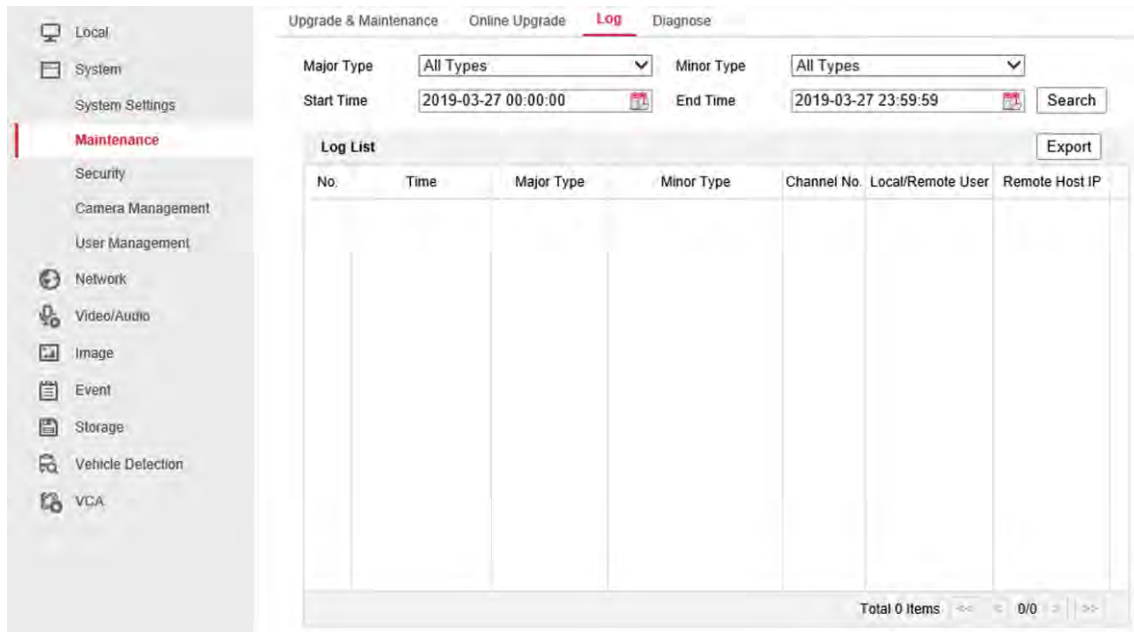 Local
System
System Settings
Maintenance
Security
Camera Management
User Management
Network
Video/Audio
Image
Event
Storage
Vehicle Detection
VCA
Upgrade & Maintenance Online Upgrade Log Diagnose
Major Type All Types Minor Type All Types
Start Time 2019-03-27 00:00:00 End Time 2019-03-27 23:59:59 Search
Log List Export
No. Time Major Type Minor Type Channel No. Local/Remote User Remote Host IP
Total 0 Items << < 0/0 > >>